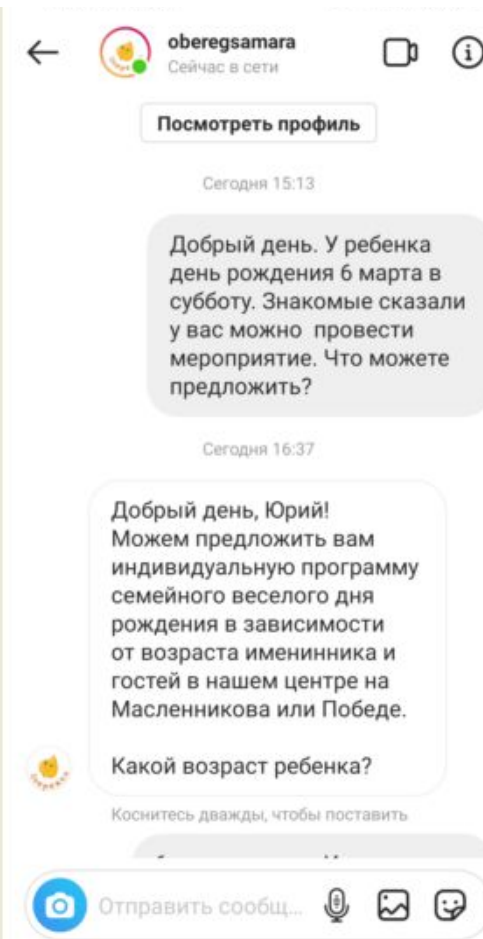 oberegsamara
Сейчас в сети
Посмотреть профиль
Сегодня 15:13
Добрый день. У ребенка
день рождения 6 марта в
субботу. Знакомые сказали
у вас можно провести
мероприятие. Что можете
предложить?
Сегодня 16:37
Добрый день, Юрий!
Можем предложить вам
индивидуальную программу
семейного веселого дня
рождения в зависимости
от возраста именинника и
гостей в нашем центре на
Масленникова или Победе.
Какой возраст ребенка?
Коснитесь дважды, чтобы поставить
Отправить сообщ...